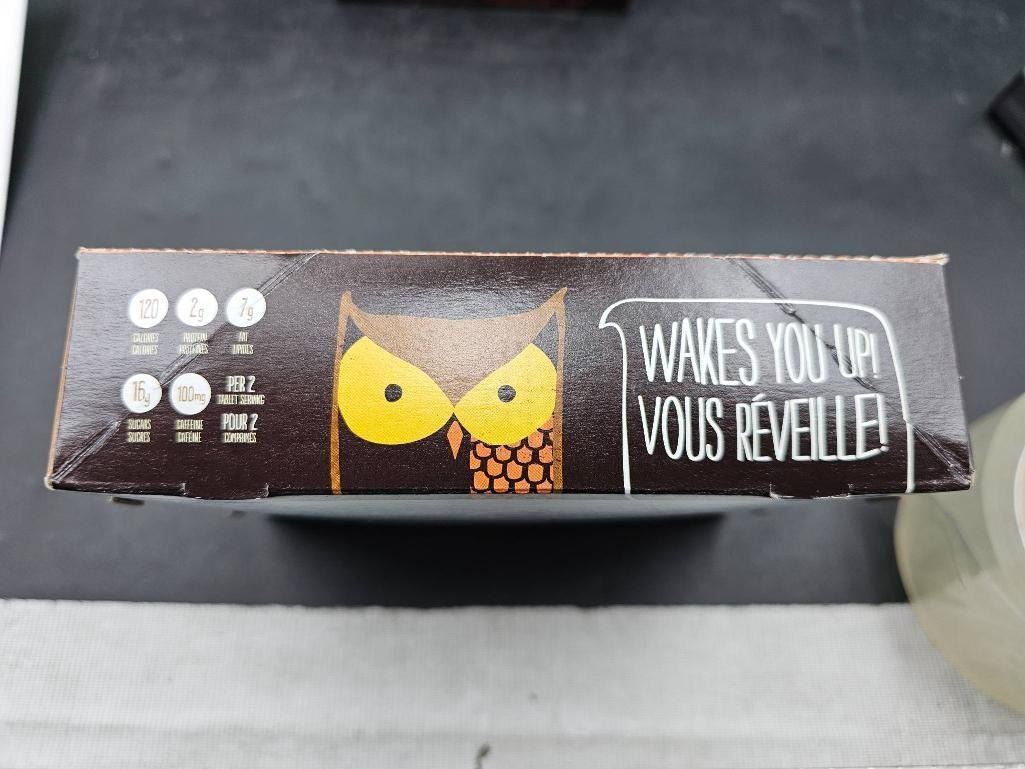 120
CALORIES
CALORIES
2g
PROTEIN
PROTÉINES
7g
FAT
LIPIDES
16g
SUGARS
SUCRES
100mg
CAFFEINE
CAFÉINE
PER 2
TABLET SERVING
POUR 2
COMPRIMÉS
WAKES YOU UP!
VOUS RÉVEILLE!